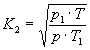 K₂ = √(p₁ · T / p · T₁)